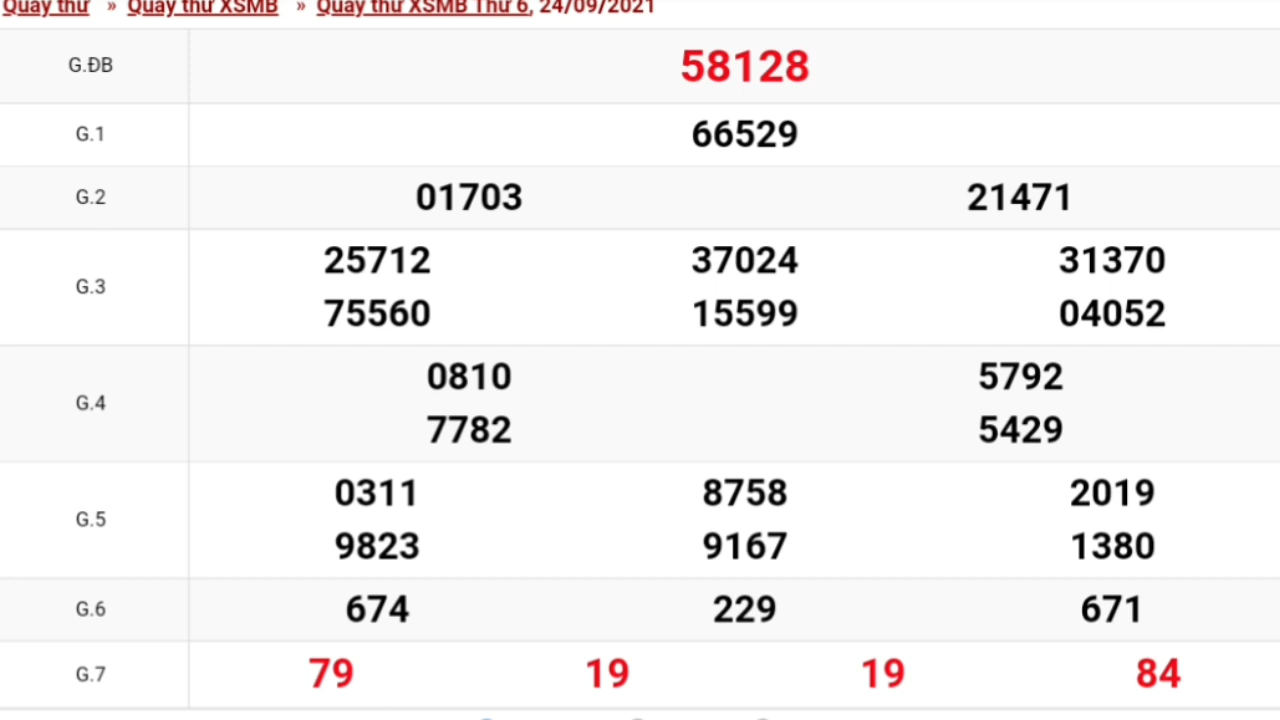 Quay thử » Quay thử XSMB » Quay thử XSMB Thứ 6, 24/09/2021
G.ĐB 58128
G.1 66529
G.2 01703 21471
G.3 25712 37024 31370
75560 15599 04052
G.4 0810 5792
7782 5429
G.5 0311 8758 2019
9823 9167 1380
G.6 674 229 671
G.7 79 19 19 84